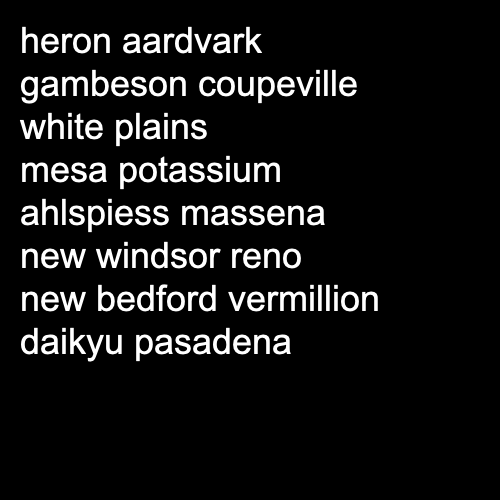 heron aardvark
gambeson coupeville
white plains
mesa potassium
ahlspiess massena
new windsor reno
new bedford vermillion
daikyu pasadena